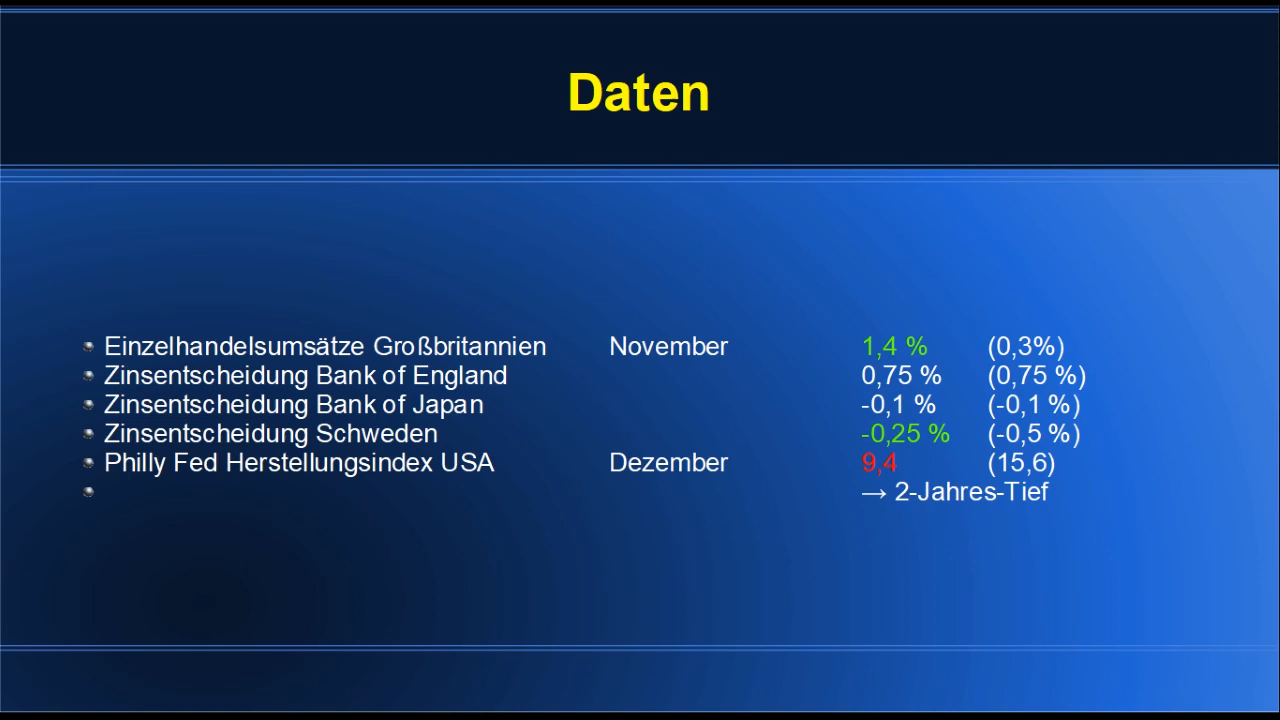 Daten
Einzelhandelsumsätze Großbritannien November 1,4 % (0,3%)
Zinsentscheidung Bank of England 0,75 % (0,75 %)
Zinsentscheidung Bank of Japan -0,1 % (-0,1 %)
Zinsentscheidung Schweden -0,25 % (-0,5 %)
Philly Fed Herstellungsindex USA Dezember 9,4 (15,6)
→ 2-Jahres-Tief